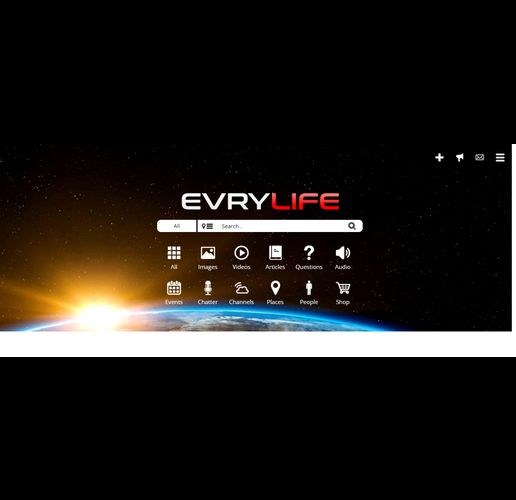 EVRYLIFE
All Search...
All Images Videos Articles Questions Audio
Events Chatter Channels Places People Shop